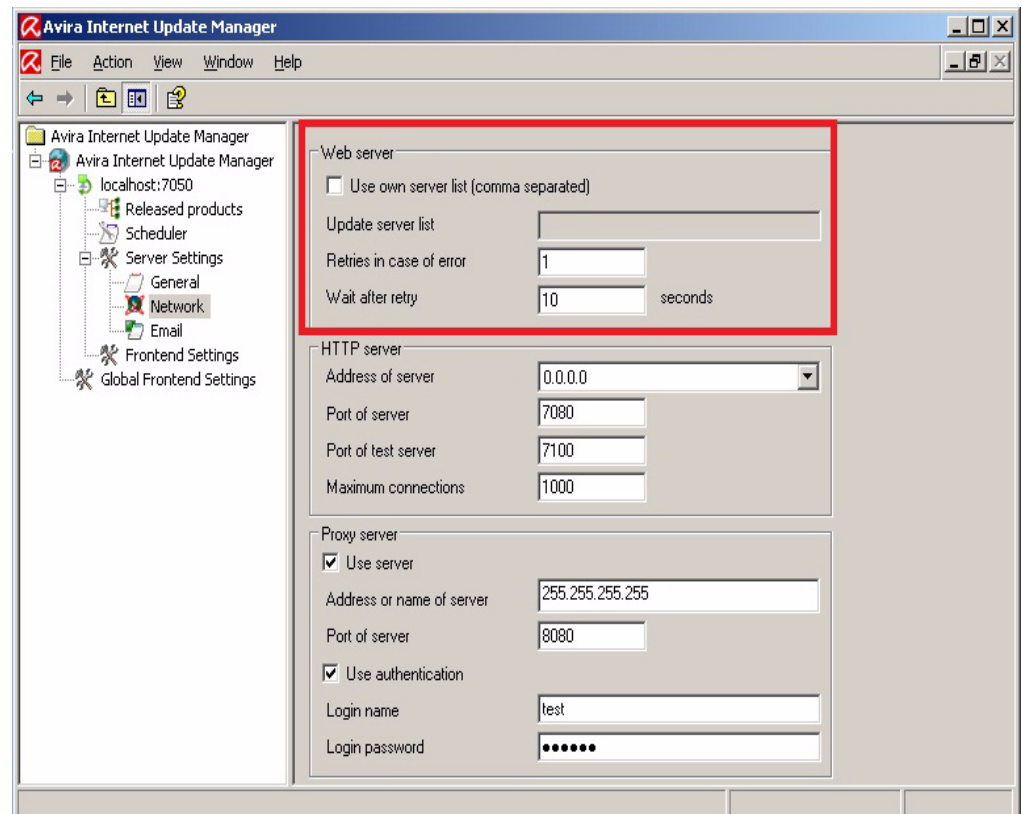 Avira Internet Update Manager
File Action View Window Help
Avira Internet Update Manager
Avira Internet Update Manager
localhost:7050
Released products
Scheduler
Server Settings
General
Network
Email
Frontend Settings
Global Frontend Settings
Web server
Use own server list (comma separated)
Update server list
Retries in case of error 1
Wait after retry 10 seconds
HTTP server
Address of server 0.0.0.0
Port of server 7080
Port of test server 7100
Maximum connections 1000
Proxy server
Use server
Address or name of server 255.255.255.255
Port of server 8080
Use authentication
Login name test
Login password ●●●●●●